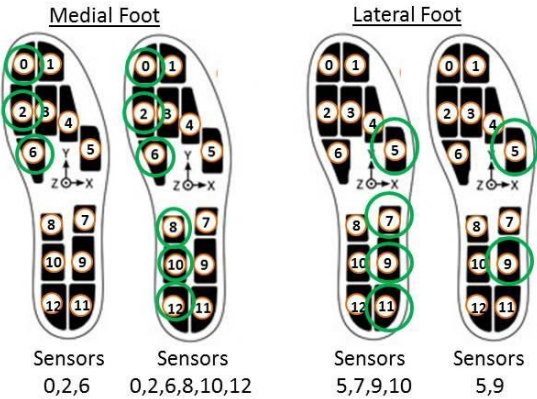 Medial Foot Lateral Foot
0 1 0 1 0 1 0 1
2 3 2 3 2 3 2 3
4 4 4 4
6 5 6 5 6 5 6 5
Y Y Y Y
Z X Z X Z X Z X
8 7 8 7 8 7 8 7
10 9 10 9 10 9 10 9
12 11 12 11 12 11 12 11
Sensors Sensors Sensors Sensors
0,2,6 0,2,6,8,10,12 5,7,9,10 5,9